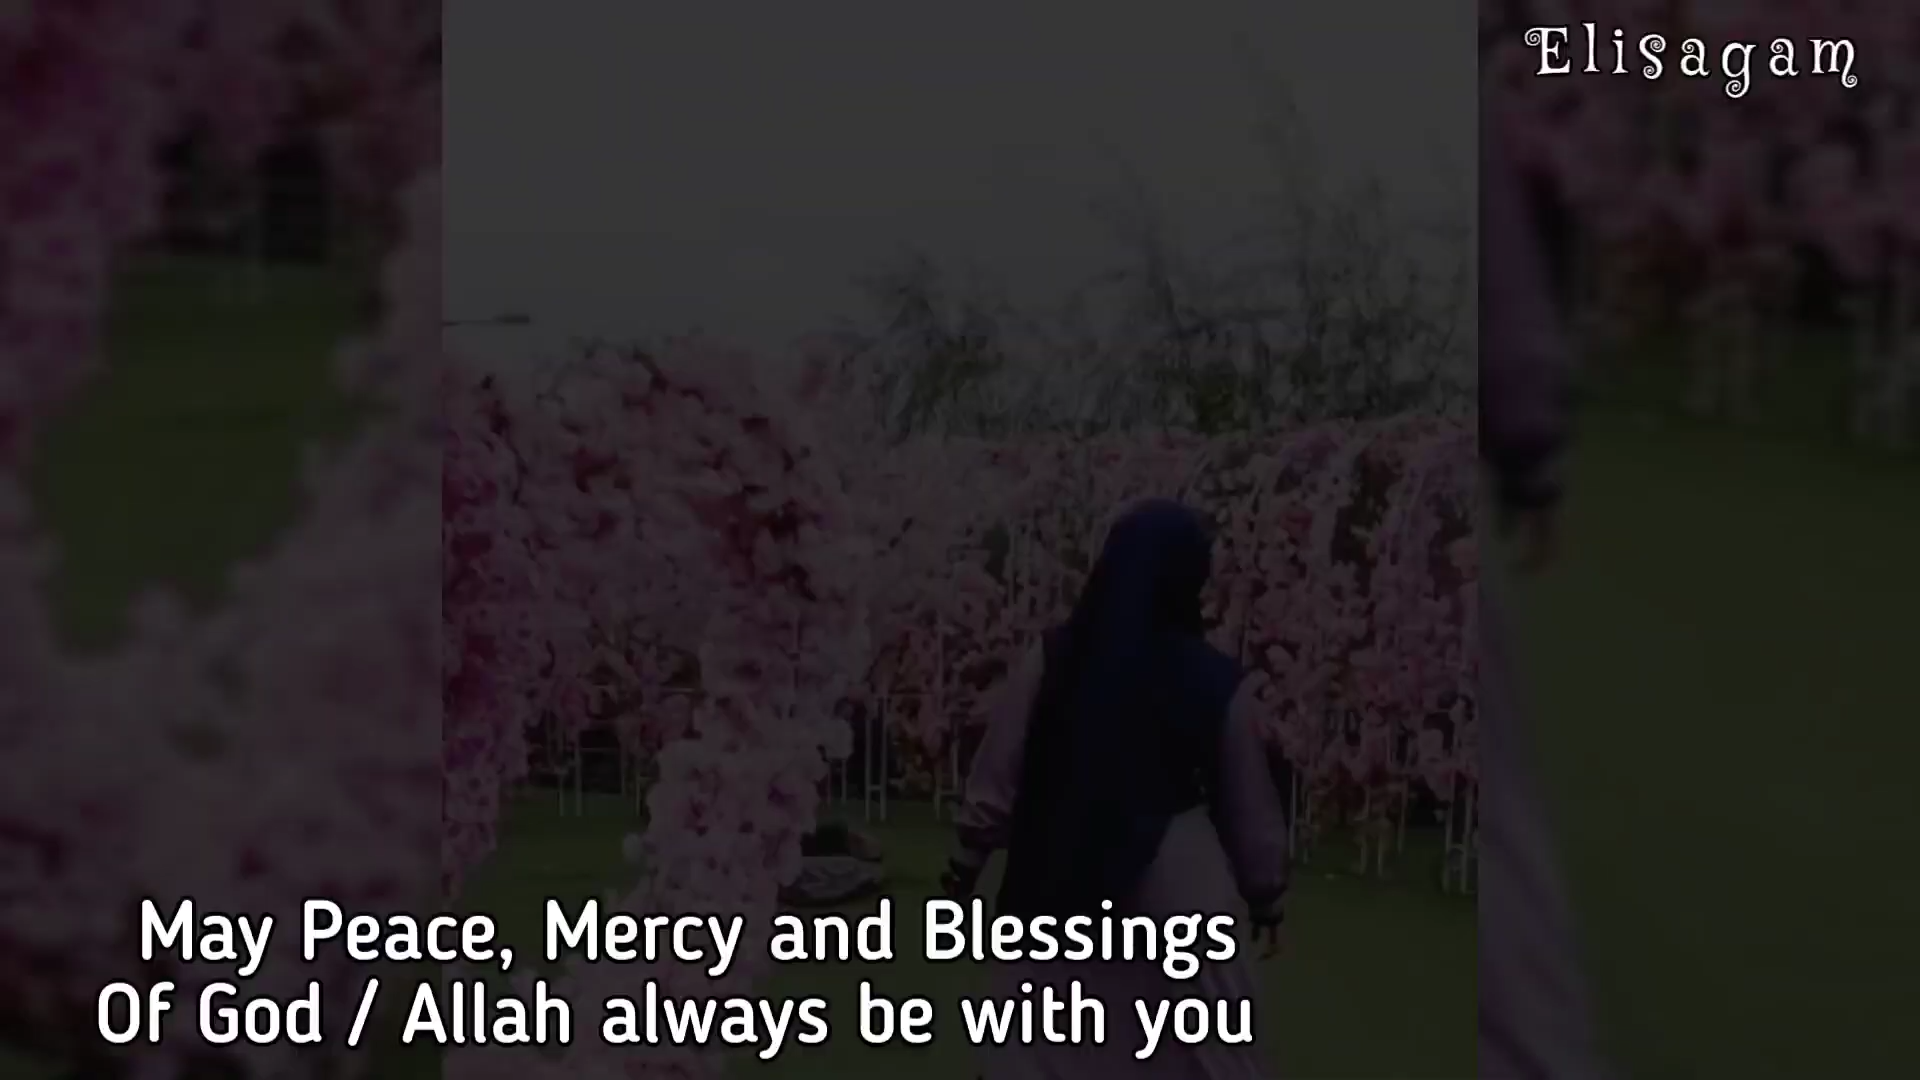 Elisagam
May Peace, Mercy and Blessings
Of God / Allah always be with you